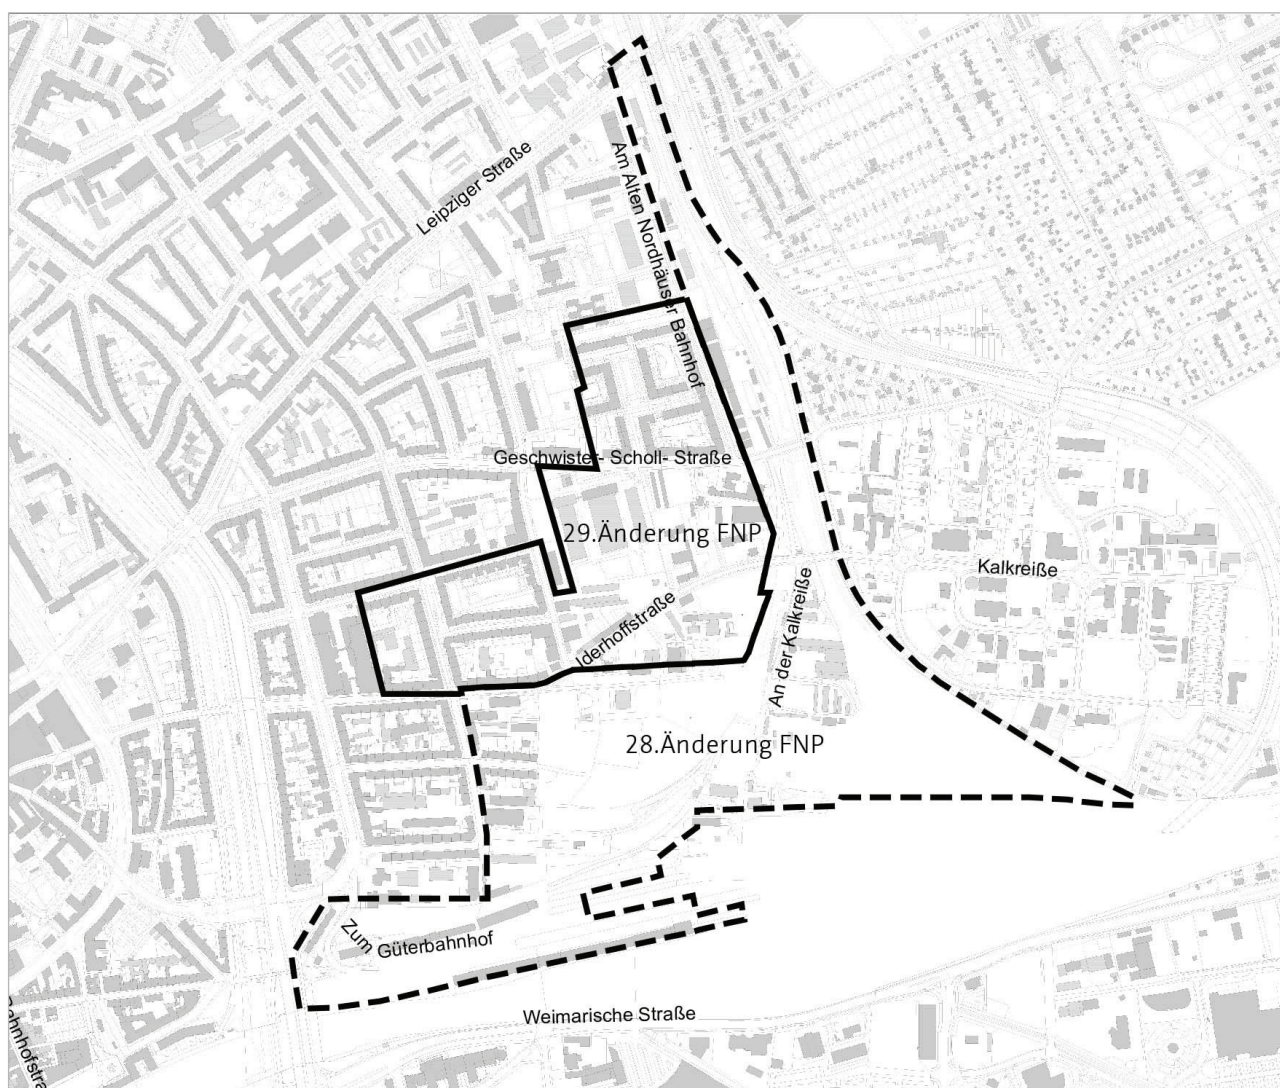 Leipziger Straße
Am Alten Nordhäuser Bahnhof
Geschwister- Scholl- Straße
29.Änderung FNP
Kalkreiße
Iderhoffstraße
An der Kalkreiße
28.Änderung FNP
Zum Güterbahnhof
Weimarische Straße